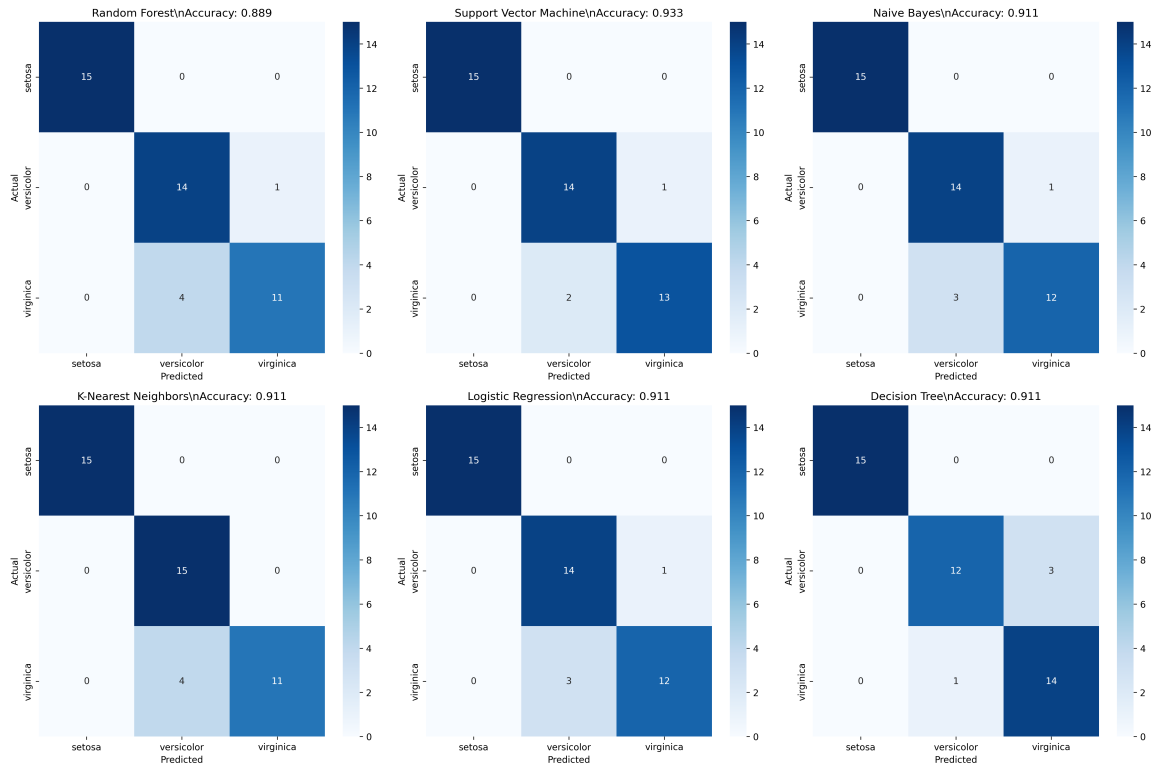 Random Forest\nAccuracy: 0.889
setosa
Actual
versicolor
virginica
15 0 0
0 14 1
0 4 11
setosa versicolor virginica
Predicted
14
12
10
8
6
4
2
0
Support Vector Machine\nAccuracy: 0.933
setosa
Actual
versicolor
virginica
15 0 0
0 14 1
0 2 13
setosa versicolor virginica
Predicted
14
12
10
8
6
4
2
0
Naive Bayes\nAccuracy: 0.911
setosa
Actual
versicolor
virginica
15 0 0
0 14 1
0 3 12
setosa versicolor virginica
Predicted
14
12
10
8
6
4
2
0
K-Nearest Neighbors\nAccuracy: 0.911
setosa
Actual
versicolor
virginica
15 0 0
0 15 0
0 4 11
setosa versicolor virginica
Predicted
14
12
10
8
6
4
2
0
Logistic Regression\nAccuracy: 0.911
setosa
Actual
versicolor
virginica
15 0 0
0 14 1
0 3 12
setosa versicolor virginica
Predicted
14
12
10
8
6
4
2
0
Decision Tree\nAccuracy: 0.911
setosa
Actual
versicolor
virginica
15 0 0
0 12 3
0 1 14
setosa versicolor virginica
Predicted
14
12
10
8
6
4
2
0